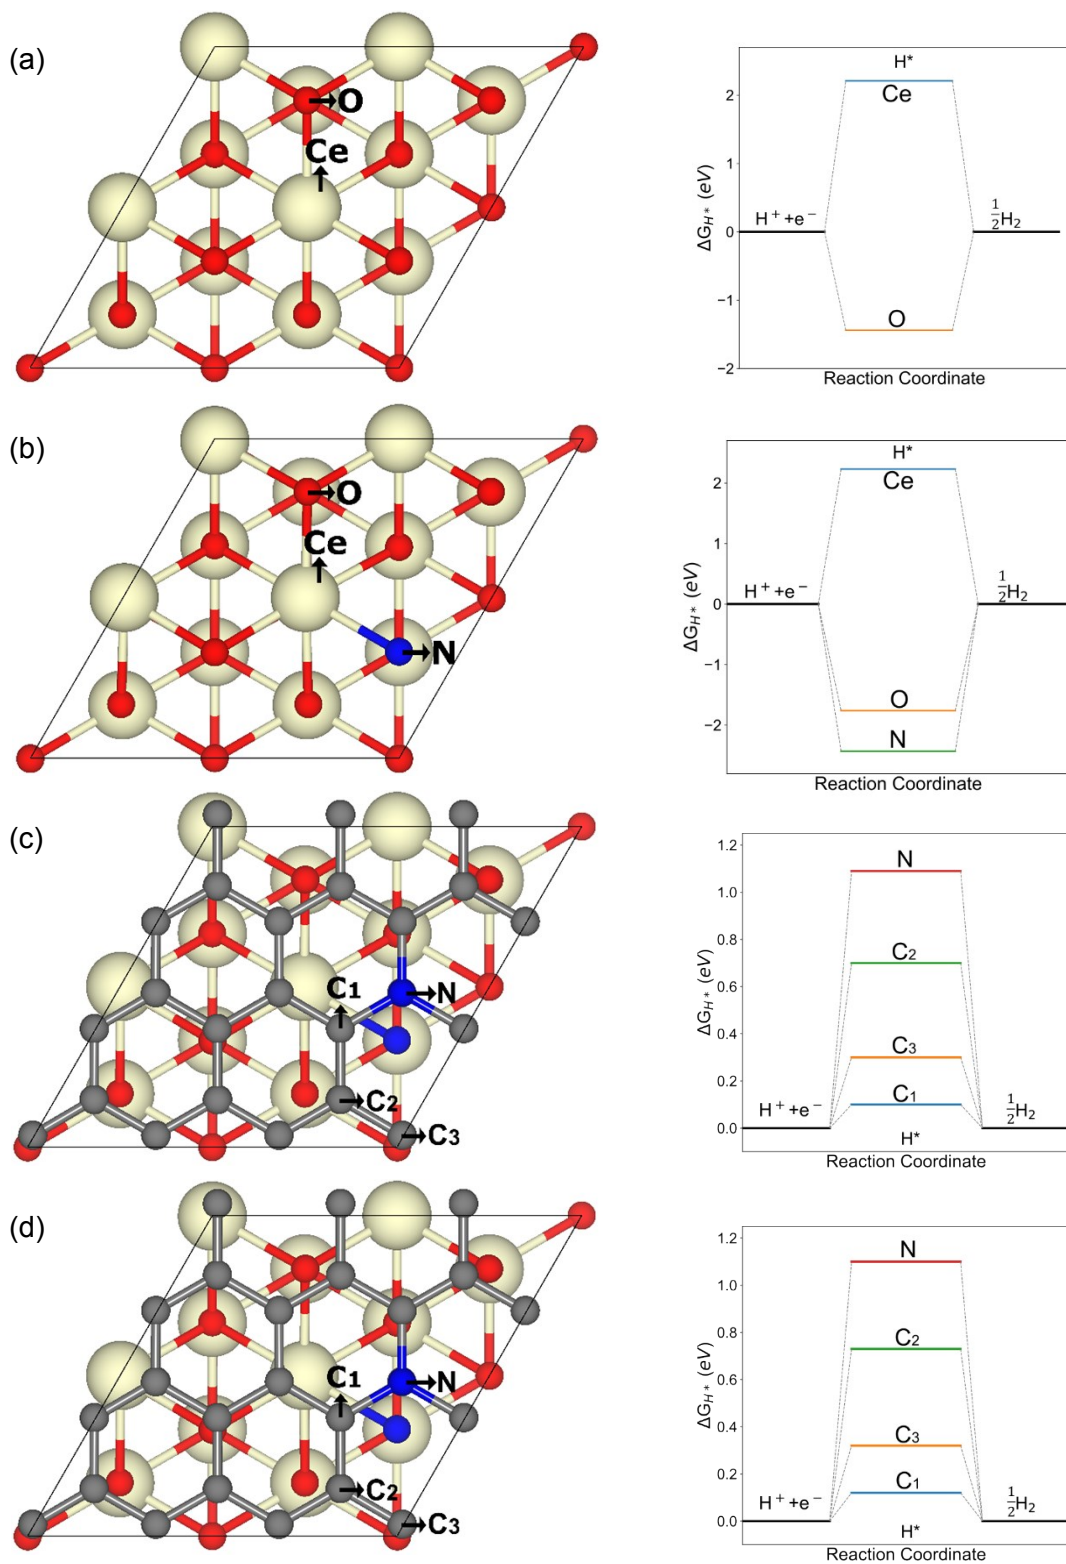 (a)
O
Ce
H*
Ce
2
1
0
−1
−2
ΔG_H* (eV)
H⁺ +e⁻
½H₂
O
Reaction Coordinate
(b)
O
Ce
N
H*
Ce
2
1
0
−1
−2
ΔG_H* (eV)
H⁺ +e⁻
½H₂
O
N
Reaction Coordinate
(c)
C1
N
C2
C3
1.2
1.0
0.8
0.6
0.4
0.2
0.0
ΔG_H* (eV)
N
C₂
C₃
C₁
H⁺ +e⁻
½H₂
H*
Reaction Coordinate
(d)
C1
N
C2
C3
1.2
1.0
0.8
0.6
0.4
0.2
0.0
ΔG_H* (eV)
N
C₂
C₃
C₁
H⁺ +e⁻
½H₂
H*
Reaction Coordinate